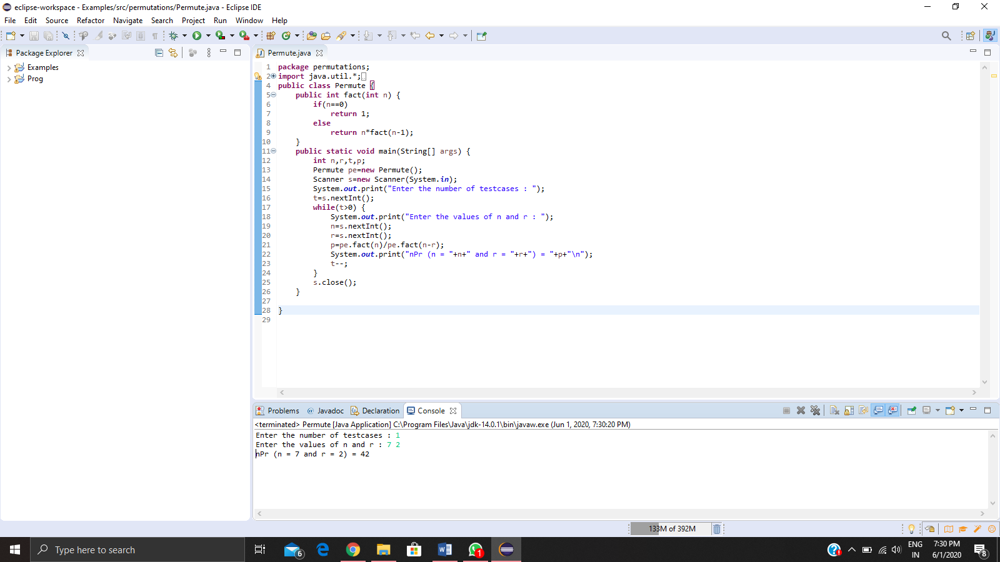 eclipse-workspace - Examples/src/permutations/Permute.java - Eclipse IDE
File Edit Source Refactor Navigate Search Project Run Window Help
Package Explorer
Examples
Prog
Permute.java
1 package permutations;
2 import java.util.*;
4 public class Permute {
5 public int fact(int n) {
6 if(n==0)
7 return 1;
8 else
9 return n*fact(n-1);
10 }
11 public static void main(String[] args) {
12 int n,r,t,p;
13 Permute pe=new Permute();
14 Scanner s=new Scanner(System.in);
15 System.out.print("Enter the number of testcases : ");
16 t=s.nextInt();
17 while(t>0) {
18 System.out.print("Enter the values of n and r : ");
19 n=s.nextInt();
20 r=s.nextInt();
21 p=pe.fact(n)/pe.fact(n-r);
22 System.out.print("nPr (n = "+n+" and r = "+r+") = "+p+"\n");
23 t--;
24 }
25 s.close();
26 }
27
28 }
29
Problems @ Javadoc Declaration Console
<terminated> Permute [Java Application] C:\Program Files\Java\jdk-14.0.1\bin\javaw.exe (Jun 1, 2020, 7:30:20 PM)
Enter the number of testcases : 1
Enter the values of n and r : 7 2
nPr (n = 7 and r = 2) = 42
133M of 392M
Type here to search
6
1
ENG
IN
7:30 PM
6/1/2020
8